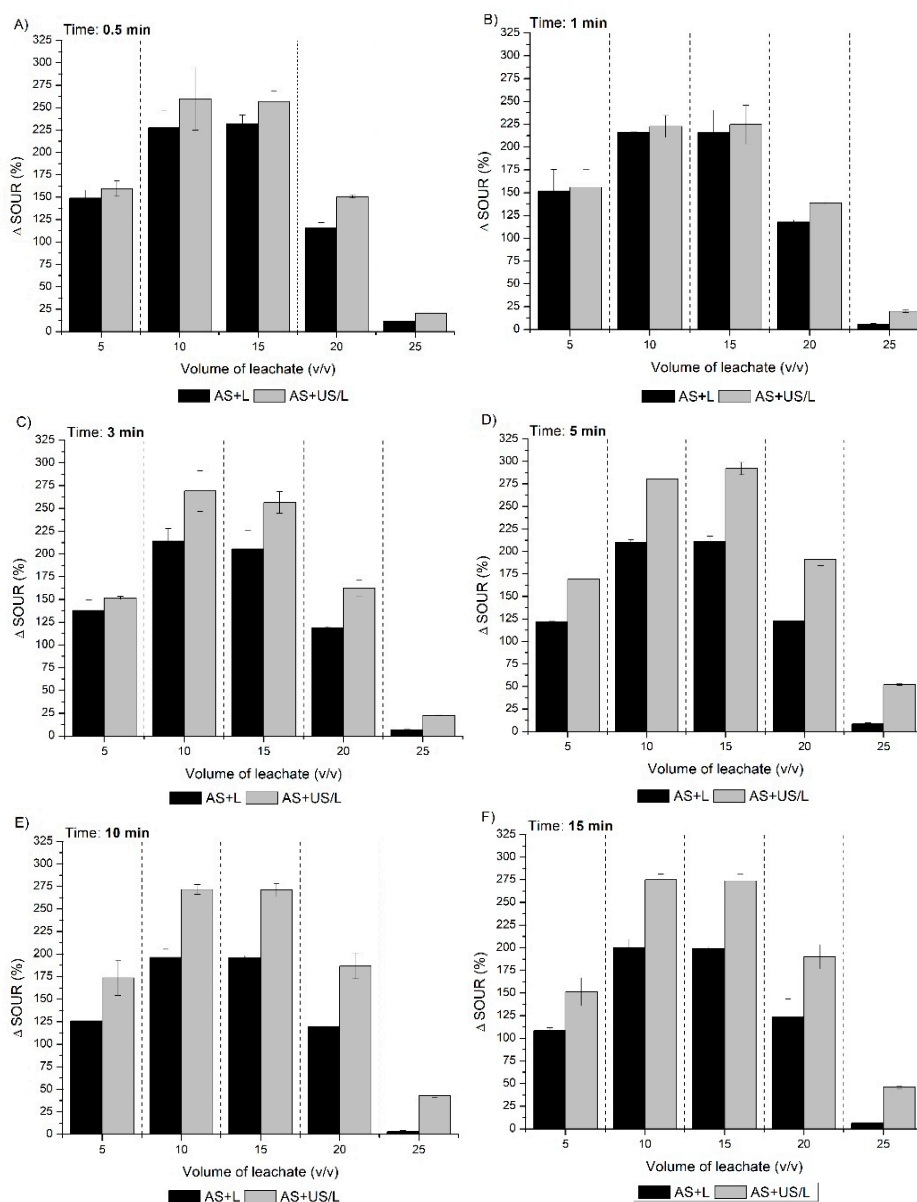 A)
Time: 0.5 min
325
300
275
250
225
200
175
150
125
100
75
50
25
0
Δ SOUR (%)
5 10 15 20 25
Volume of leachate (v/v)
AS+L AS+US/L
B)
Time: 1 min
325
300
275
250
225
200
175
150
125
100
75
50
25
0
Δ SOUR (%)
5 10 15 20 25
Volume of leachate (v/v)
AS+L AS+US/L
C)
Time: 3 min
325
300
275
250
225
200
175
150
125
100
75
50
25
0
Δ SOUR (%)
5 10 15 20 25
Volume of leachate (v/v)
AS+L AS+US/L
D)
Time: 5 min
325
300
275
250
225
200
175
150
125
100
75
50
25
0
Δ SOUR (%)
5 10 15 20 25
Volume of leachate (v/v)
AS+L AS+US/L
E)
Time: 10 min
325
300
275
250
225
200
175
150
125
100
75
50
25
0
Δ SOUR (%)
5 10 15 20 25
Volume of leachate (v/v)
AS+L AS+US/L
F)
Time: 15 min
325
300
275
250
225
200
175
150
125
100
75
50
25
0
Δ SOUR (%)
5 10 15 20 25
Volume of leachate (v/v)
AS+L AS+US/L